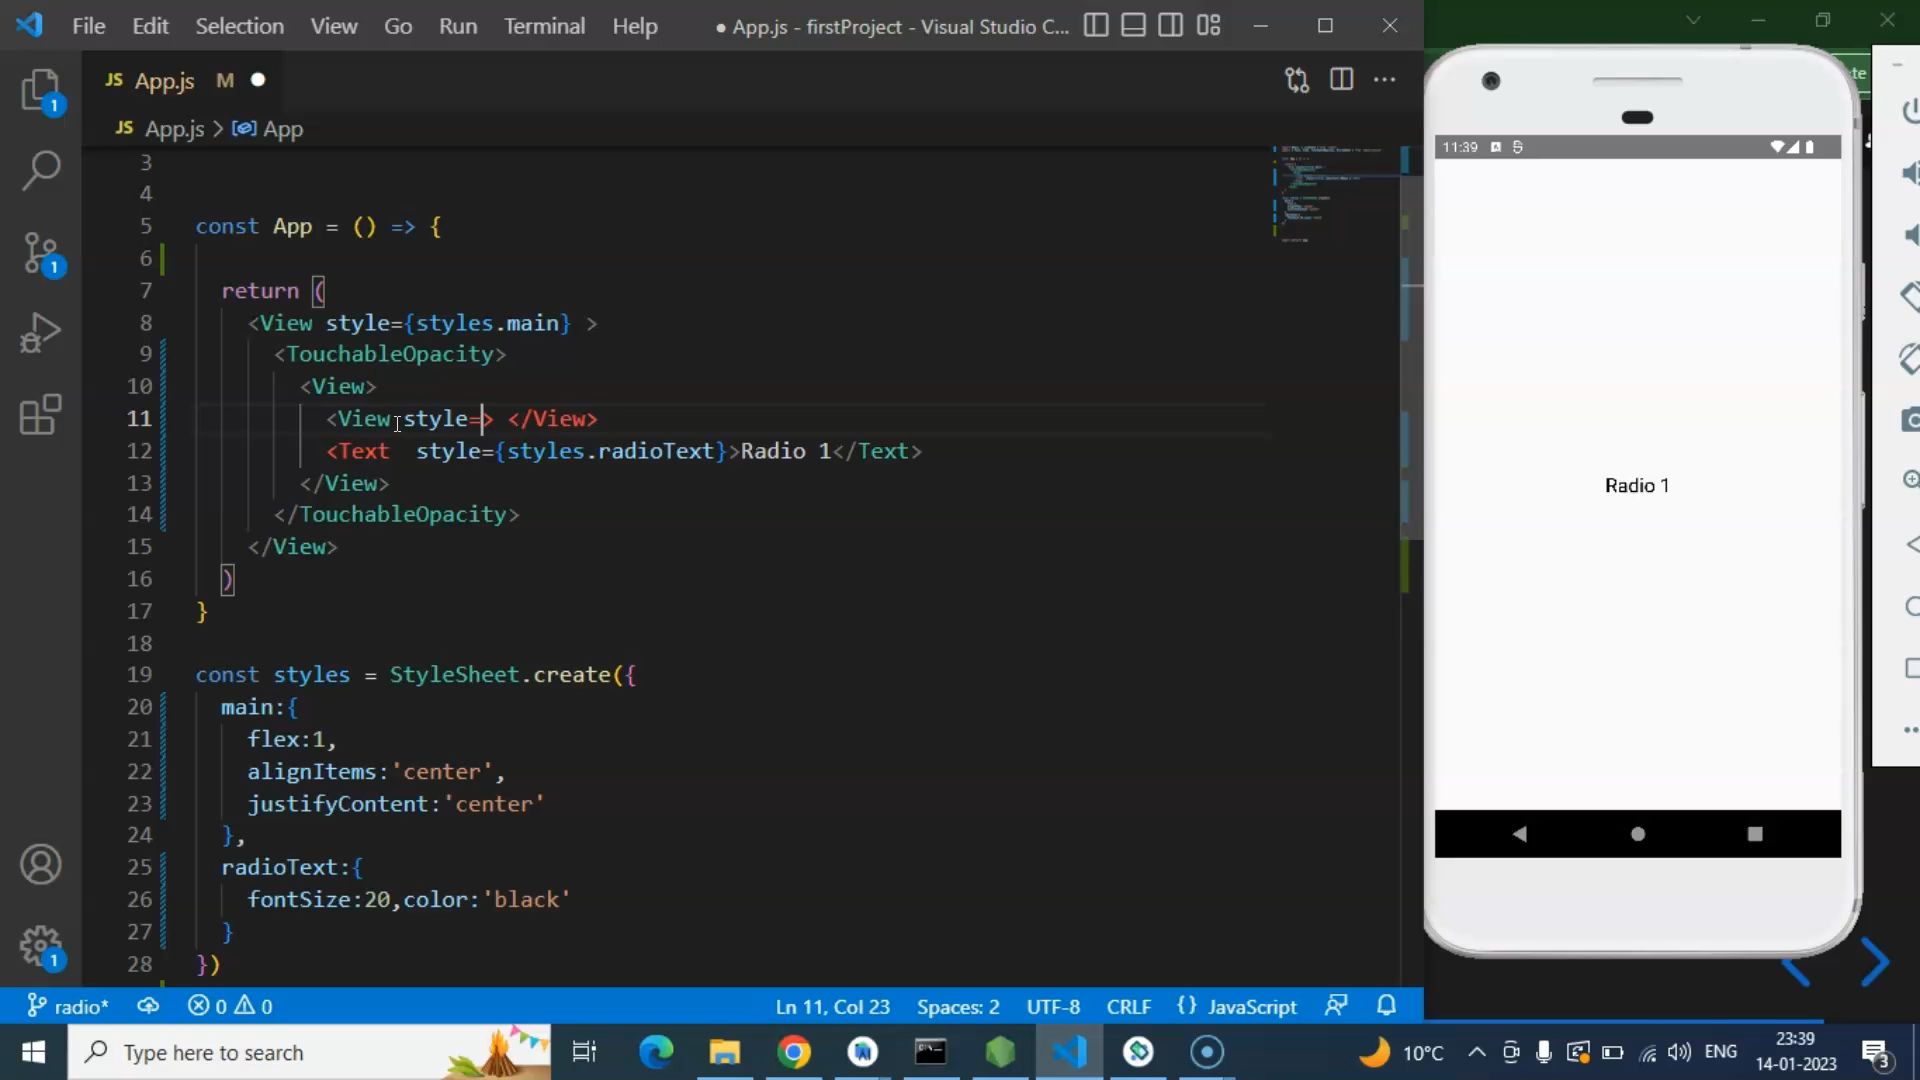 File Edit Selection View Go Run Terminal Help ● App.js - firstProject - Visual Studio C...
JS App.js M ●
JS App.js > App
3
4
5 const App = () => {
6
7 return (
8 <View style={styles.main} >
9 <TouchableOpacity>
10 <View>
11 <View style=> </View>
12 <Text  style={styles.radioText}>Radio 1</Text>
13 </View>
14 </TouchableOpacity>
15 </View>
16 )
17 }
18
19 const styles = StyleSheet.create({
20 main:{
21 flex:1,
22 alignItems:'center',
23 justifyContent:'center'
24 },
25 radioText:{
26 fontSize:20,color:'black'
27 }
28 })
1
1
1
radio* 0 0 Ln 11, Col 23 Spaces: 2 UTF-8 CRLF {} JavaScript
11:39
Radio 1
te
Type here to search
10°C ENG
23:39
14-01-2023
3